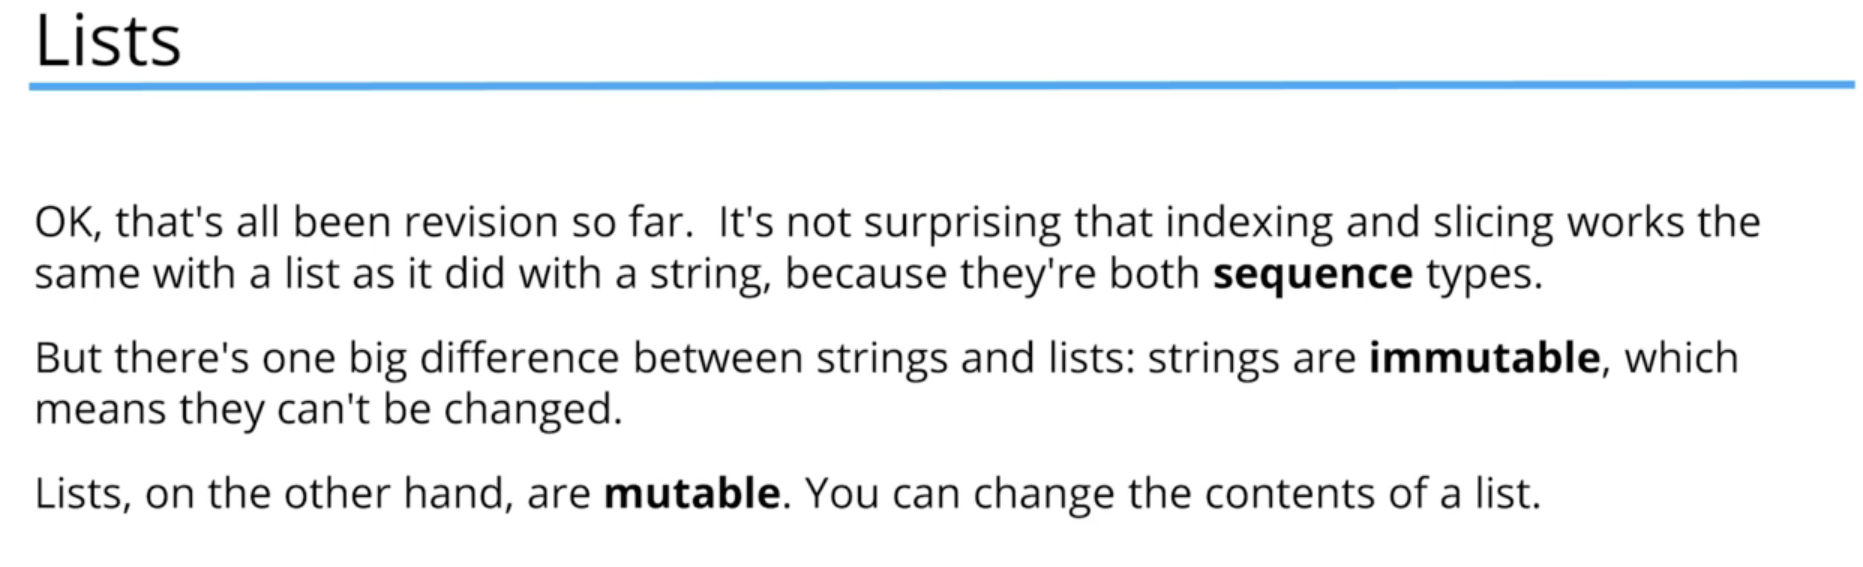 Lists
OK, that's all been revision so far.  It's not surprising that indexing and slicing works the
same with a list as it did with a string, because they're both sequence types.
But there's one big difference between strings and lists: strings are immutable, which
means they can't be changed.
Lists, on the other hand, are mutable. You can change the contents of a list.